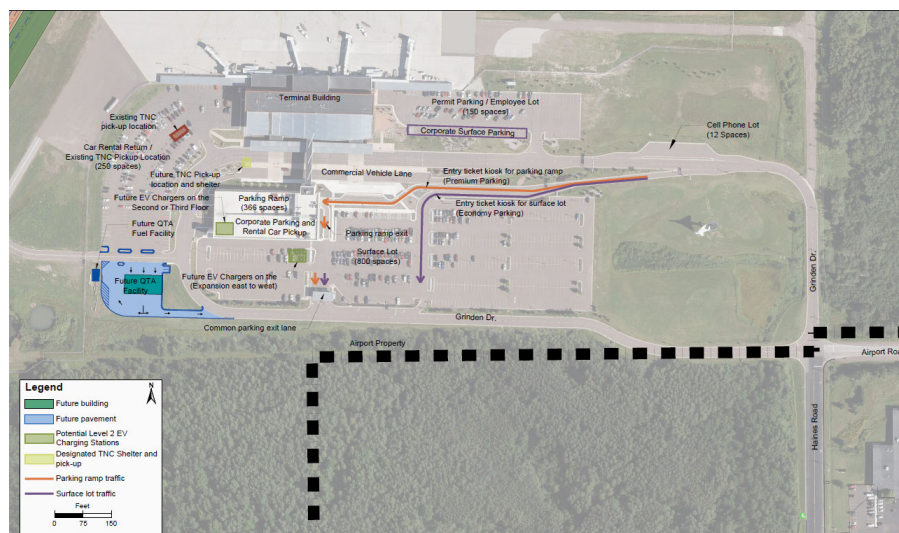 Terminal Building
Permit Parking / Employee Lot
(150 spaces)
Corporate Surface Parking
Existing TNC
pick-up location
Cell Phone Lot
(12 Spaces)
Car Rental Return /
Existing TNC Pickup Location
(250 spaces)
Future TNC Pick-up
location and shelter
Commercial Vehicle Lane
Entry ticket kiosk for parking ramp
(Premium Parking)
Future EV Chargers on the
Second or Third Floor
Parking Ramp
(366 spaces)
Entry ticket kiosk for surface lot
(Economy Parking)
Future QTA
Fuel Facility
Corporate Parking and
Rental Car Pickup
Parking ramp exit
Surface Lot
(800 spaces)
Future QTA
Facility
Future EV Chargers on the
(Expansion east to west)
Grinden Dr.
Common parking exit lane
Grinden Dr.
Airport Property
Airport Roa
Haines Road
Legend
N
Future building
Future pavement
Potential Level 2 EV
Charging Stations
Designated TNC Shelter and
pick-up
Parking ramp traffic
Surface lot traffic
Feet
0 75 150